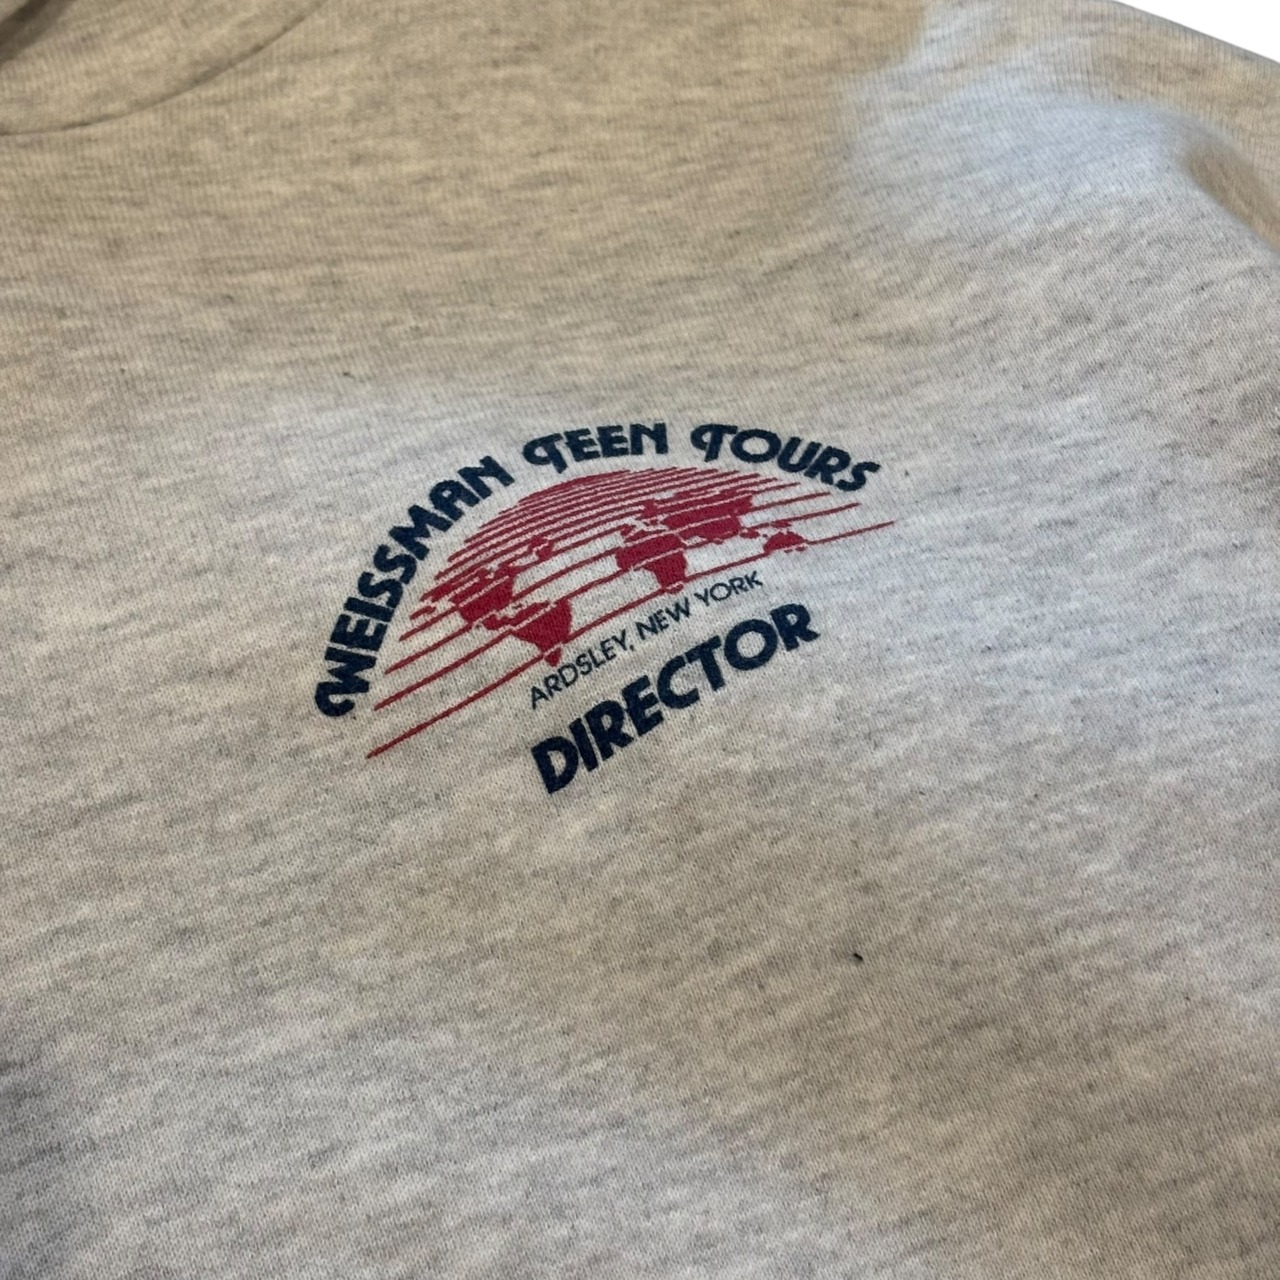 WEISSMAN TEEN TOURS
ARDSLEY, NEW YORK
DIRECTOR